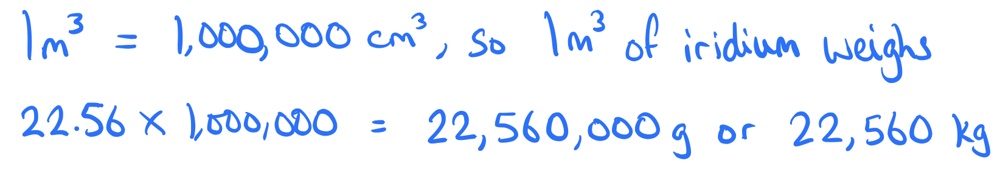 1m³ = 1,000,000 cm³, so 1m³ of iridium weighs
22.56 × 1,000,000 = 22,560,000g or 22,560 kg